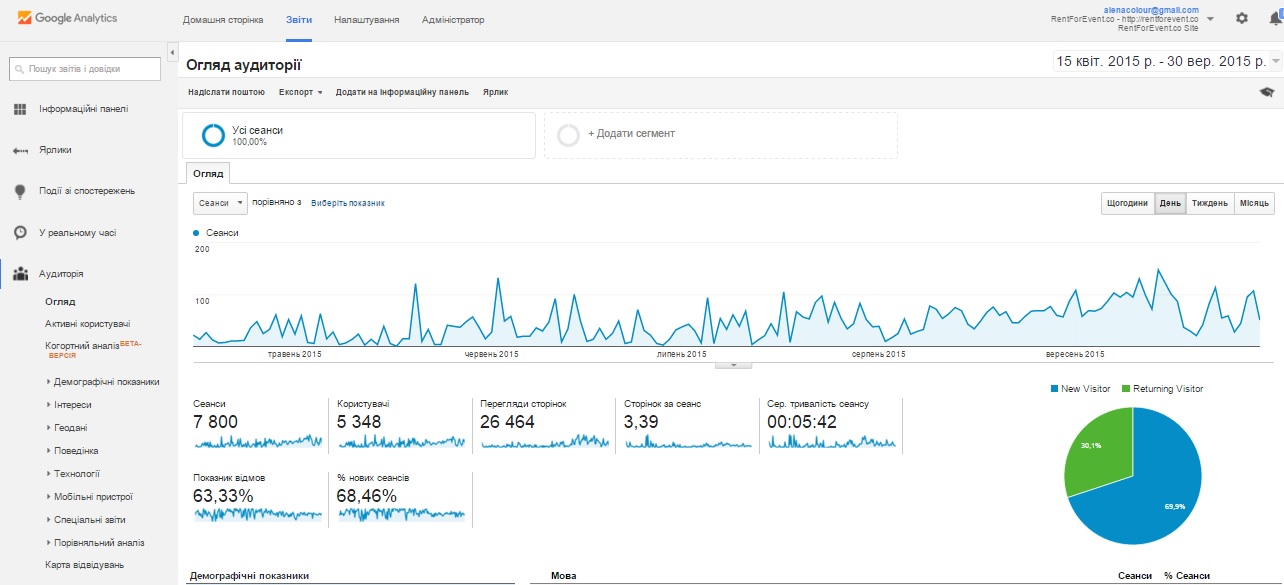 Google Analytics
Домашня сторінка Звіти Налаштування Адміністратор
alenacolour@gmail.com
RentForEvent.co - http://rentforevent.co
RentForEvent.co Site
Пошук звітів і довідки
Огляд аудиторії
15 квіт. 2015 р. - 30 вер. 2015 р.
Надіслати поштою Експорт Додати на інформаційну панель Ярлик
Інформаційні панелі
Ярлики
Події зі спостережень
У реальному часі
Аудиторія
Огляд
Активні користувачі
Когортний аналіз БЕТА-
ВЕРСІЯ
Демографічні показники
Інтереси
Геодані
Поведінка
Технології
Мобільні пристрої
Спеціальні звіти
Порівняльний аналіз
Карта відвідувань
Усі сеанси
100,00%
+ Додати сегмент
Огляд
Сеанси порівняно з Виберіть показник
Щогодини День Тиждень Місяць
Сеанси
200
100
травень 2015 червень 2015 липень 2015 серпень 2015 вересень 2015
Сеанси
7 800
Користувачі
5 348
Перегляди сторінок
26 464
Сторінок за сеанс
3,39
Сер. тривалість сеансу
00:05:42
Показник відмов
63,33%
% нових сеансів
68,46%
New Visitor Returning Visitor
30,1%
69,9%
Демографічні показники
Мова Сеанси % Сеанси